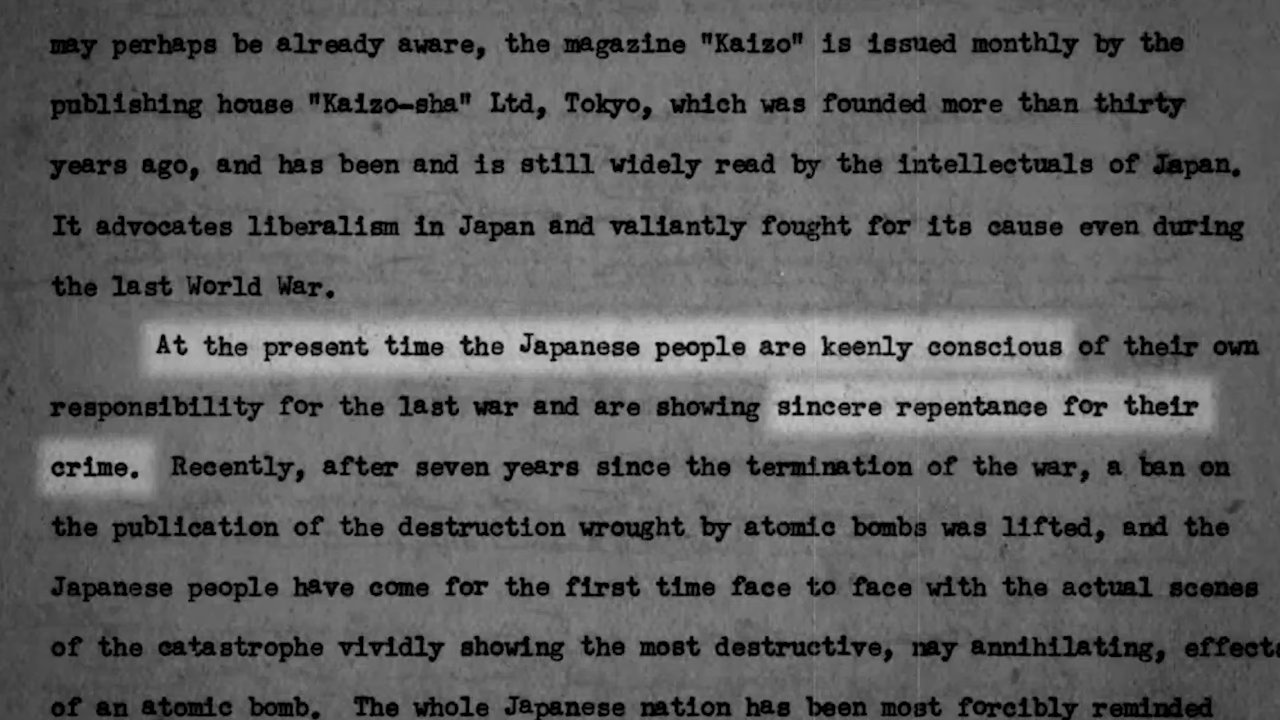 may perhaps be already aware, the magazine "Kaizo" is issued monthly by the
publishing house "Kaizo-sha" Ltd, Tokyo, which was founded more than thirty
years ago, and has been and is still widely read by the intellectuals of Japan.
It advocates liberalism in Japan and valiantly fought for its cause even during
the last World War.
At the present time the Japanese people are keenly conscious of their own
responsibility for the last war and are showing sincere repentance for their
crime. Recently, after seven years since the termination of the war, a ban on
the publication of the destruction wrought by atomic bombs was lifted, and the
Japanese people have come for the first time face to face with the actual scenes
of the catastrophe vividly showing the most destructive, nay annihilating, effects
of an atomic bomb. The whole Japanese nation has been most forcibly reminded